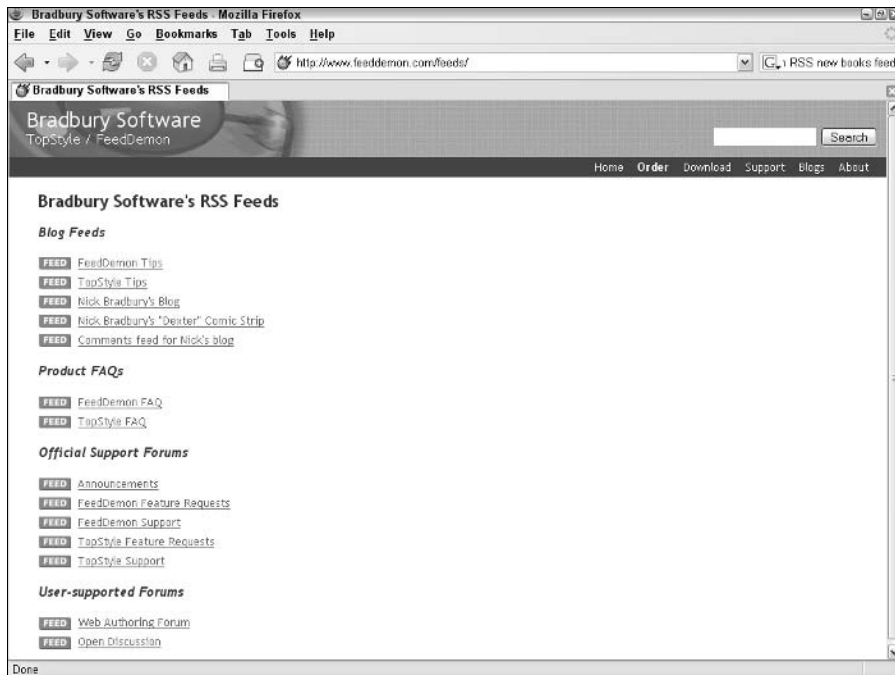 Bradbury Software's RSS Feeds - Mozilla Firefox
File Edit View Go Bookmarks Tab Tools Help
http://www.feeddemon.com/feeds/ RSS new books feed
Bradbury Software's RSS Feeds
Bradbury Software
TopStyle / FeedDemon
Search
Home Order Download Support Blogs About
Bradbury Software's RSS Feeds
Blog Feeds
FEED FeedDemon Tips
FEED TopStyle Tips
FEED Nick Bradbury's Blog
FEED Nick Bradbury's "Dexter" Comic Strip
FEED Comments feed for Nick's blog
Product FAQs
FEED FeedDemon FAQ
FEED TopStyle FAQ
Official Support Forums
FEED Announcements
FEED FeedDemon Feature Requests
FEED FeedDemon Support
FEED TopStyle Feature Requests
FEED TopStyle Support
User-supported Forums
FEED Web Authoring Forum
FEED Open Discussion
Done